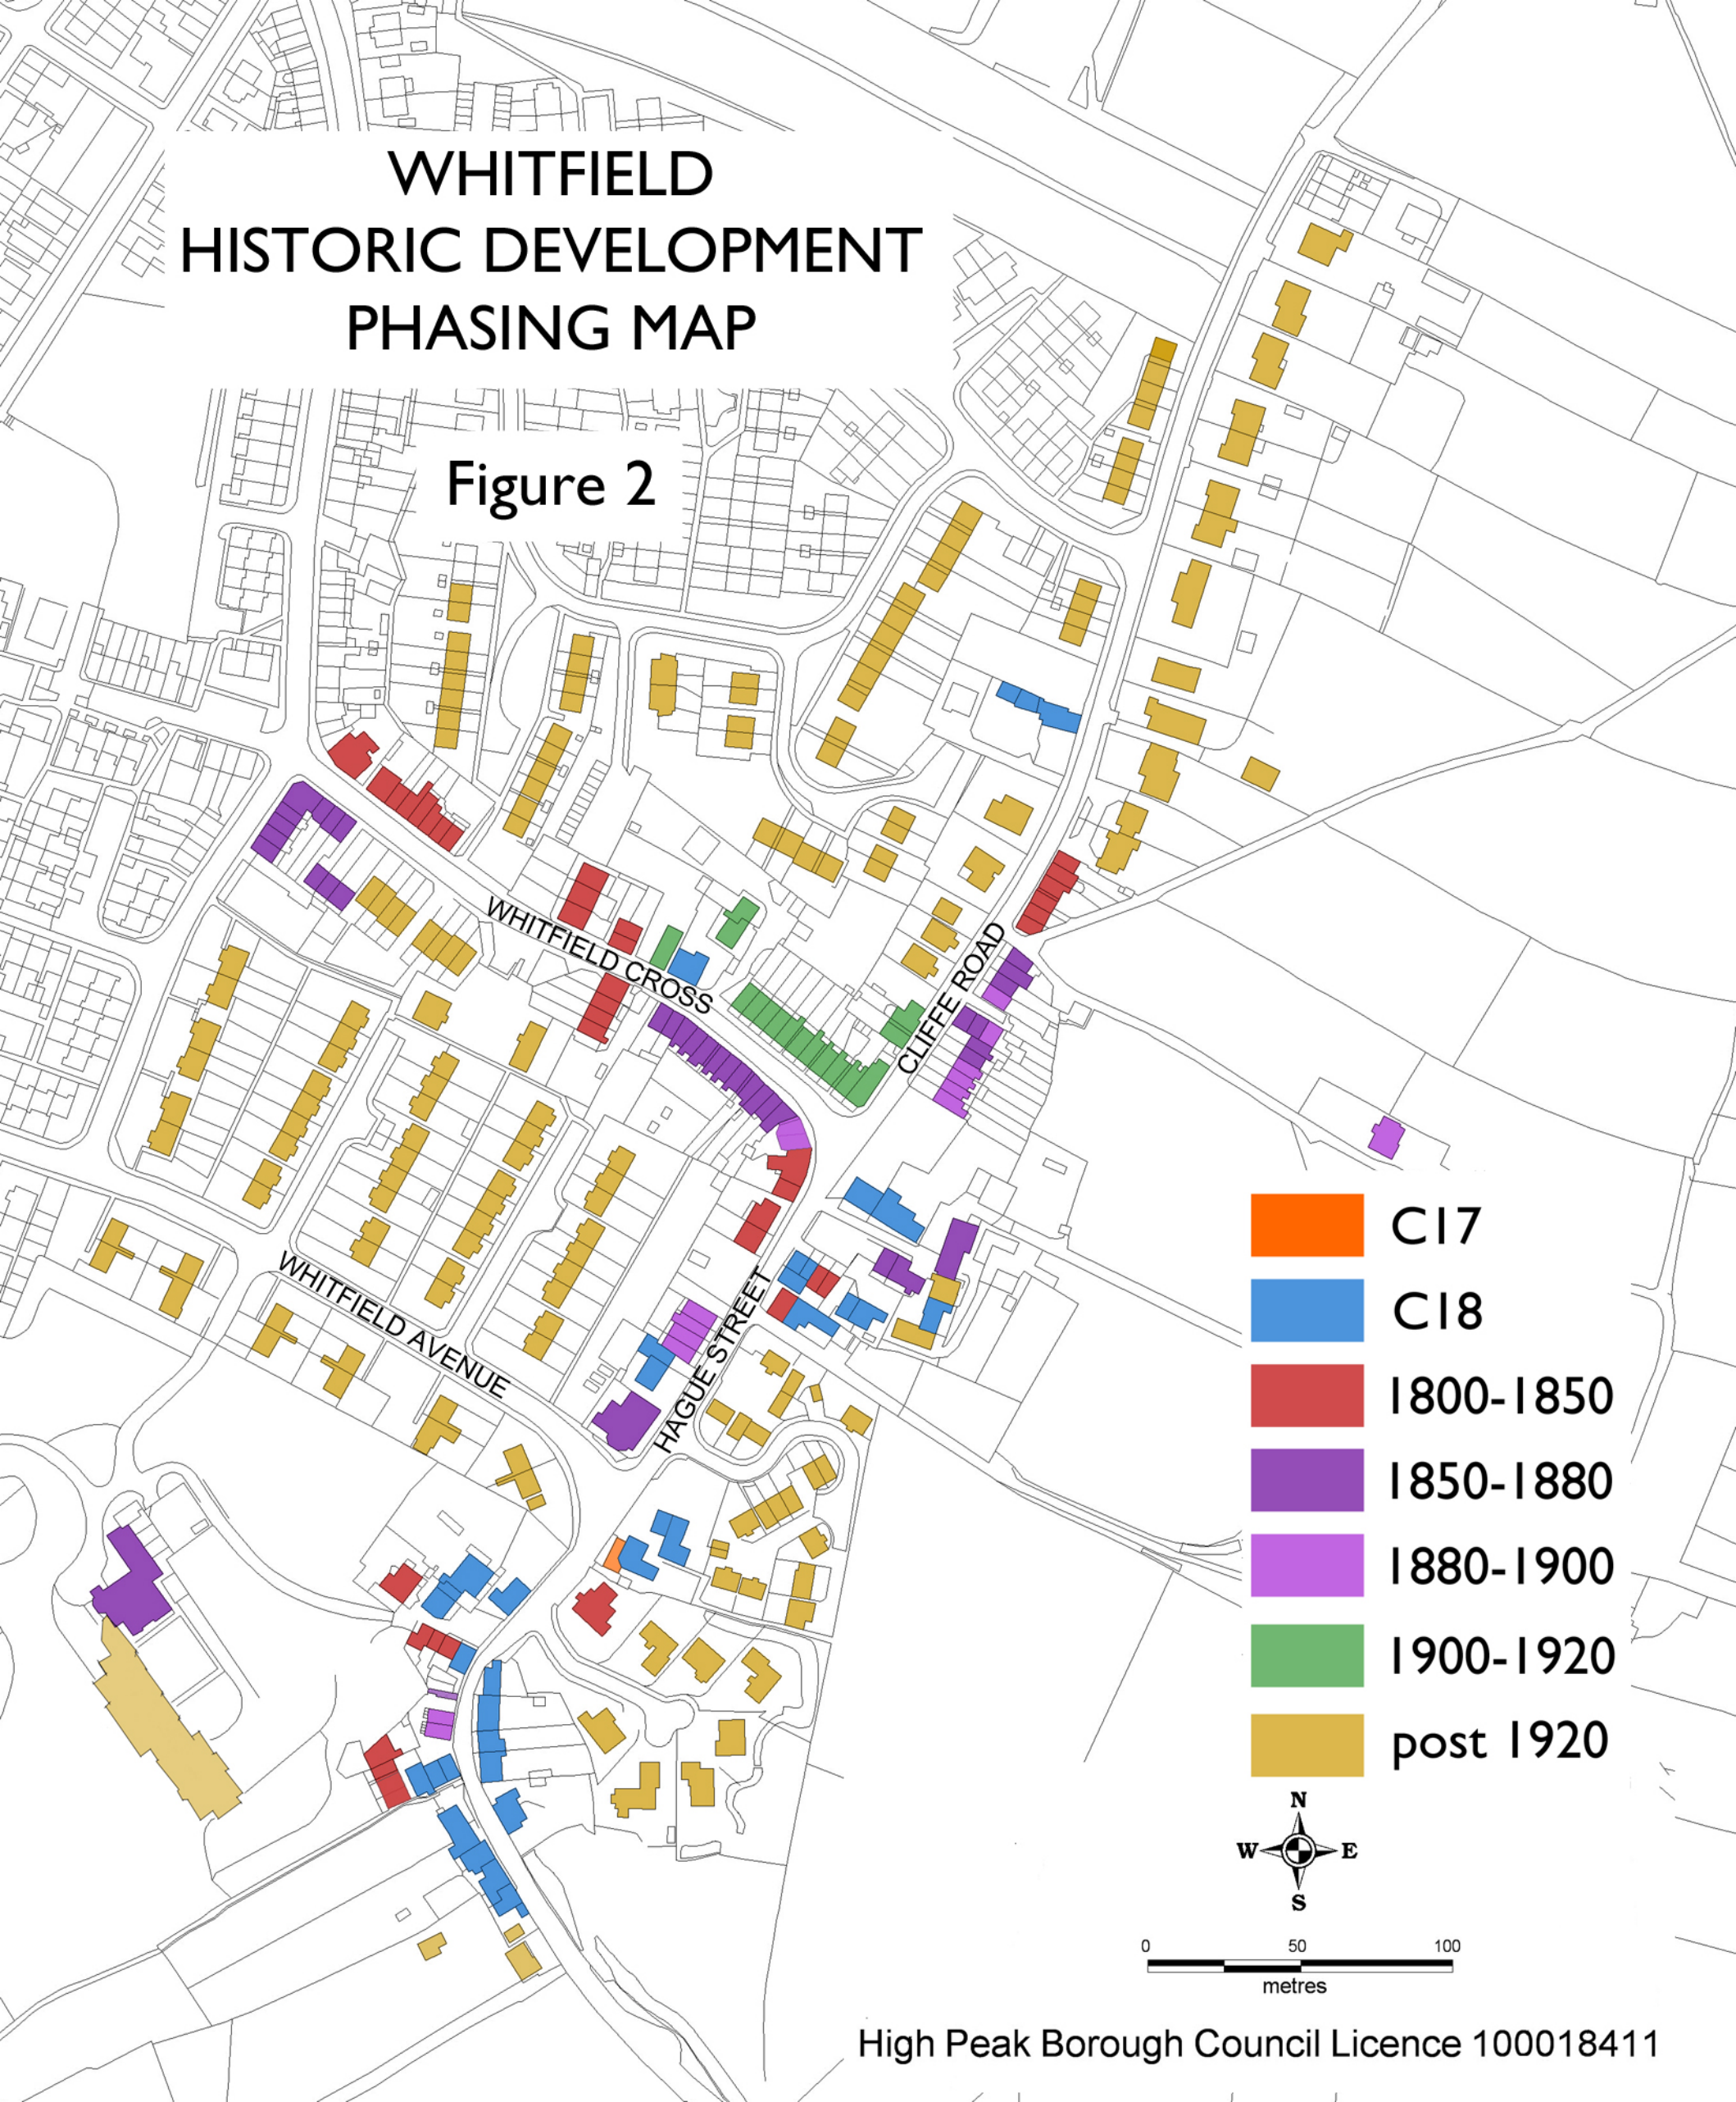 WHITFIELD
HISTORIC DEVELOPMENT
PHASING MAP
Figure 2
WHITFIELD CROSS
CLIFFE ROAD
HAGUE STREET
WHITFIELD AVENUE
C17
C18
1800-1850
1850-1880
1880-1900
1900-1920
post 1920
N
W E
S
0 50 100
metres
High Peak Borough Council Licence 100018411